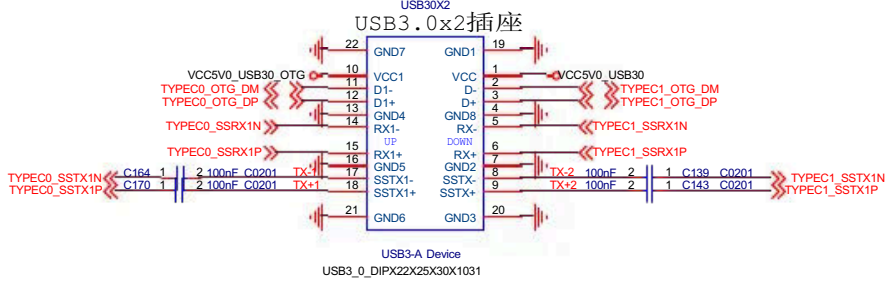 USB30X2
USB3.0x2插座
22 GND7 GND1 19
VCC5V0_USB30_OTG 10 VCC1 VCC 1 VCC5V0_USB30
TYPEC0_OTG_DM 11 D1- D- 2 TYPEC1_OTG_DM
TYPEC0_OTG_DP 12 D1+ D+ 3 TYPEC1_OTG_DP
13 GND4 GND8 4
TYPEC0_SSRX1N 14 RX1- RX- 5 TYPEC1_SSRX1N
UP DOWN
TYPEC0_SSRX1P 15 RX1+ RX+ 6 TYPEC1_SSRX1P
16 GND5 GND2 7
TYPEC0_SSTX1N C164 1 2 100nF C0201 TX-1 17 SSTX1- SSTX- 8 TX-2 100nF 2 1 C139 C0201 TYPEC1_SSTX1N
TYPEC0_SSTX1P C170 1 2 100nF C0201 TX+1 18 SSTX1+ SSTX+ 9 TX+2 100nF 2 1 C143 C0201 TYPEC1_SSTX1P
21 GND6 GND3 20
USB3-A Device
USB3_0_DIPX22X25X30X1031